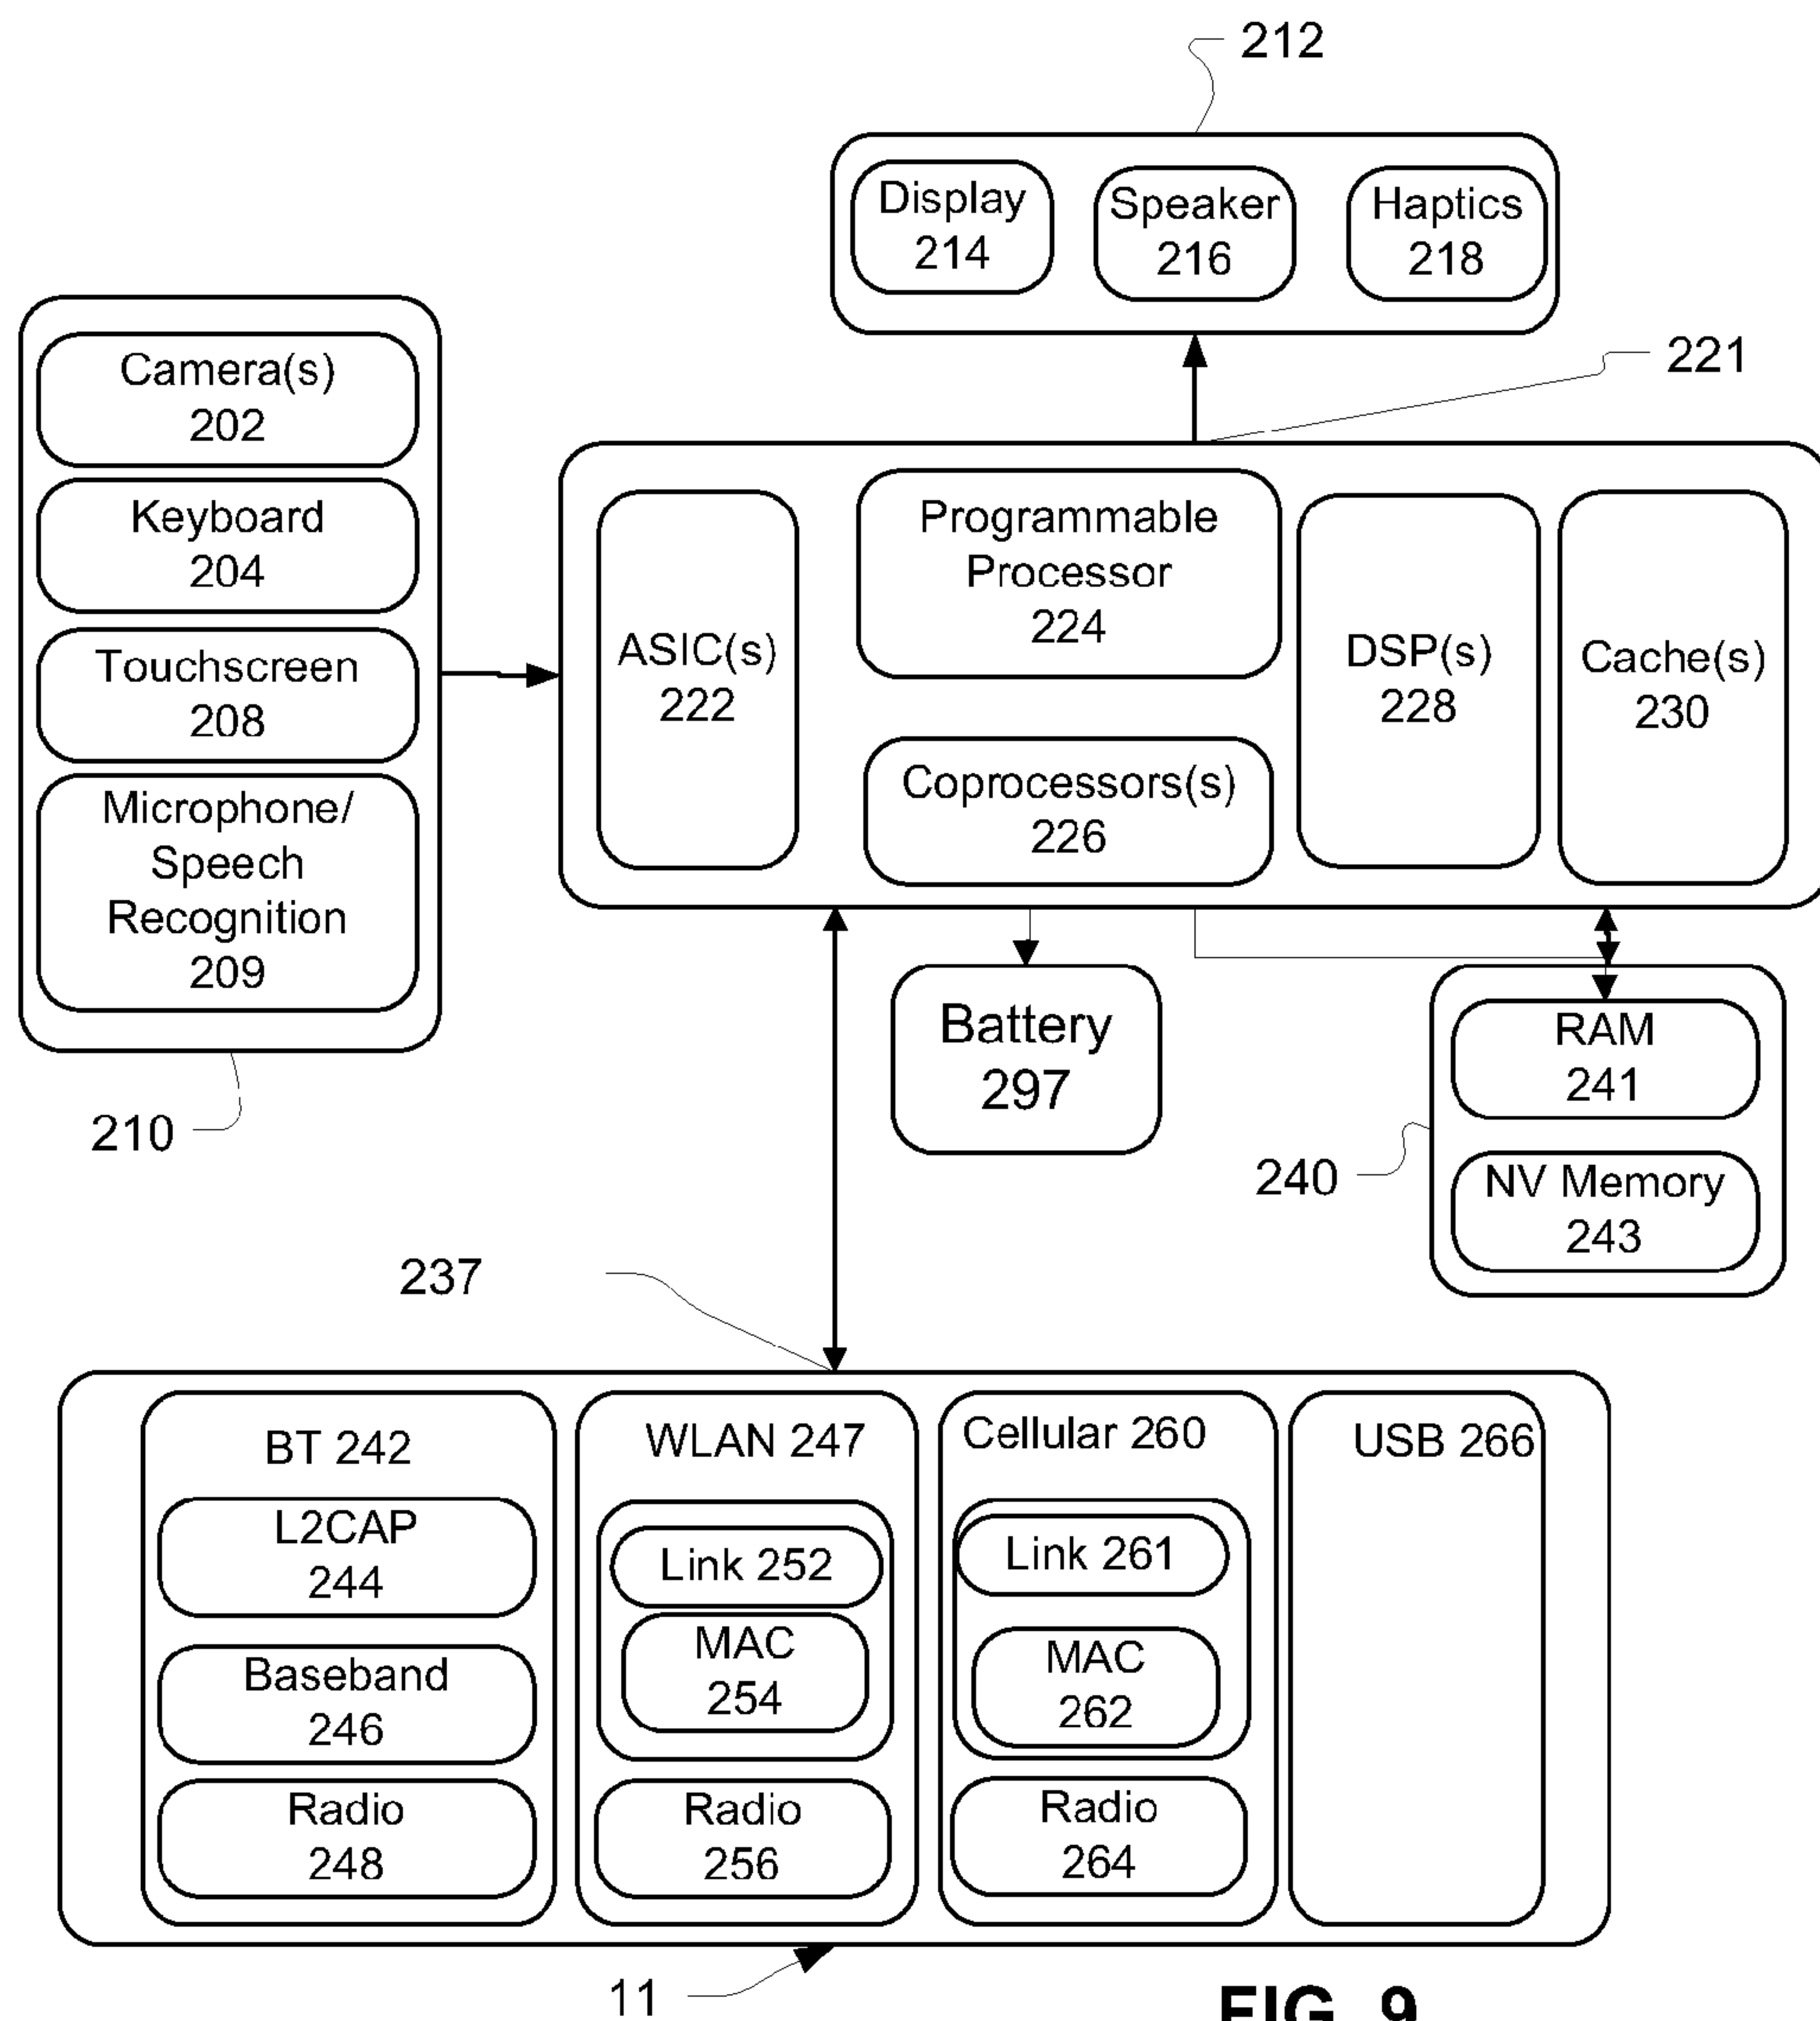 212
Display
214
Speaker
216
Haptics
218
221
Camera(s)
202
Keyboard
204
Touchscreen
208
Microphone/
Speech
Recognition
209
210
ASIC(s)
222
Programmable
Processor
224
Coprocessors(s)
226
DSP(s)
228
Cache(s)
230
Battery
297
RAM
241
NV Memory
243
240
237
BT 242
L2CAP
244
Baseband
246
Radio
248
WLAN 247
Link 252
MAC
254
Radio
256
Cellular 260
Link 261
MAC
262
Radio
264
USB 266
11
FIG. 9